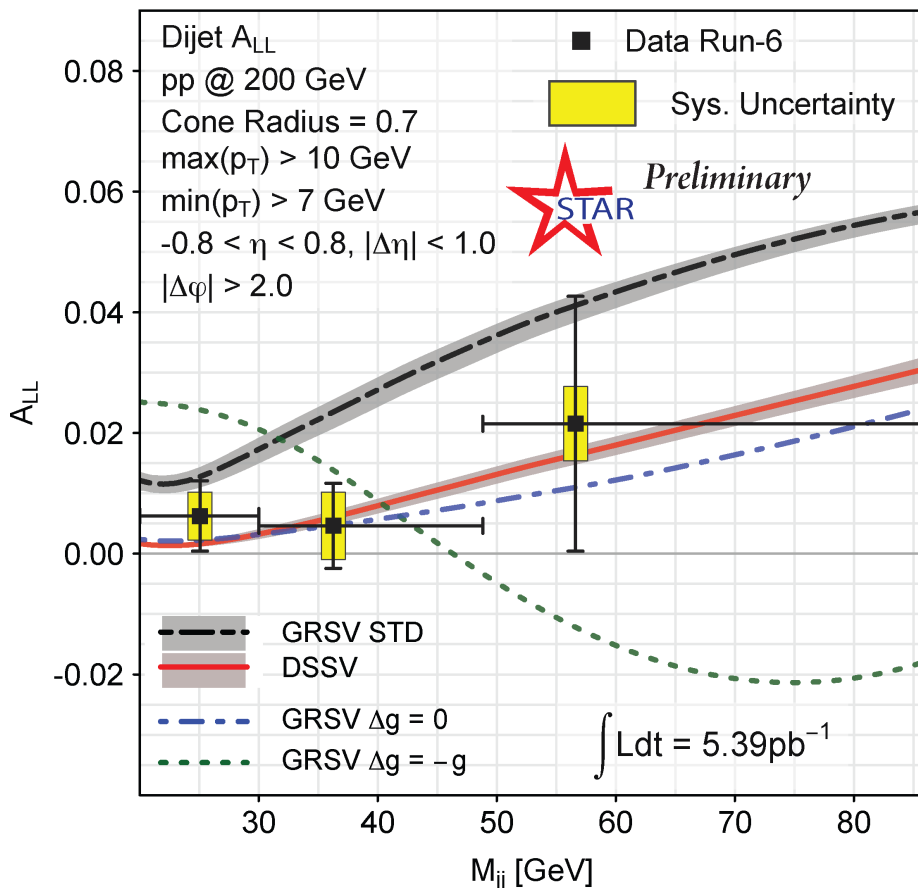 Dijet A_LL
pp @ 200 GeV
Cone Radius = 0.7
max(p_T) > 10 GeV
min(p_T) > 7 GeV
-0.8 < η < 0.8, |Δη| < 1.0
|Δφ| > 2.0
Data Run-6
Sys. Uncertainty
Preliminary
STAR
0.08
0.06
0.04
0.02
0.00
-0.02
A_LL
GRSV STD
DSSV
GRSV Δg = 0
GRSV Δg = −g
∫ Ldt = 5.39pb⁻¹
30 40 50 60 70 80
M_jj [GeV]